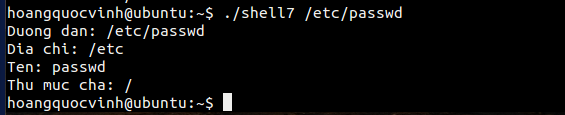 hoangquocvinh@ubuntu:~$ ./shell7 /etc/passwd
Duong dan: /etc/passwd
Dia chi: /etc
Ten: passwd
Thu muc cha: /
hoangquocvinh@ubuntu:~$